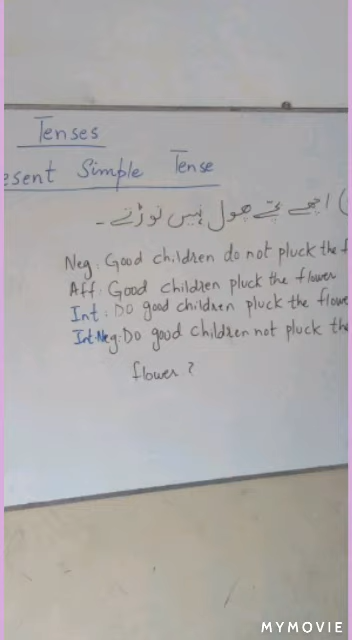 Tenses
esent Simple Tense
) اچھے بچے پھول نہیں توڑتے۔
Neg: Good children do not pluck the f
Aff: Good children pluck the flower
Int: Do good children pluck the flowe
Int.Neg: Do good children not pluck the
flower?
MYMOVIE